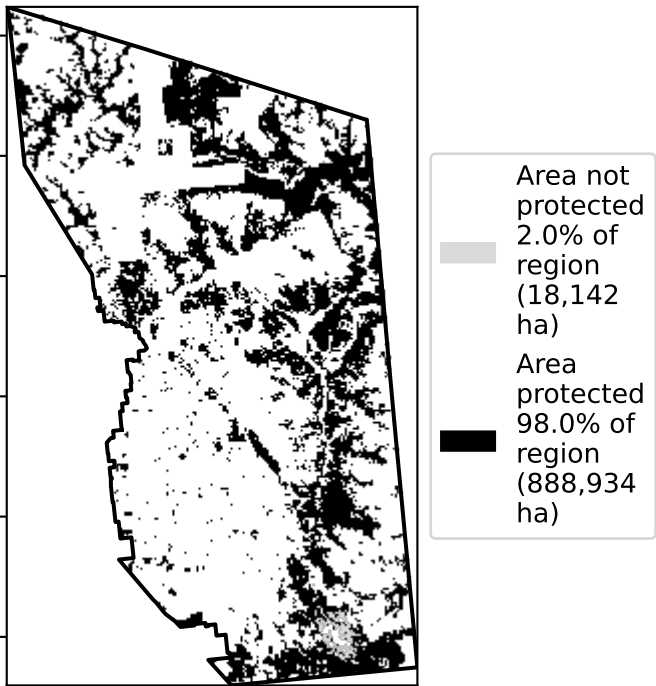 Area not
protected
2.0% of
region
(18,142
ha)
Area
protected
98.0% of
region
(888,934
ha)